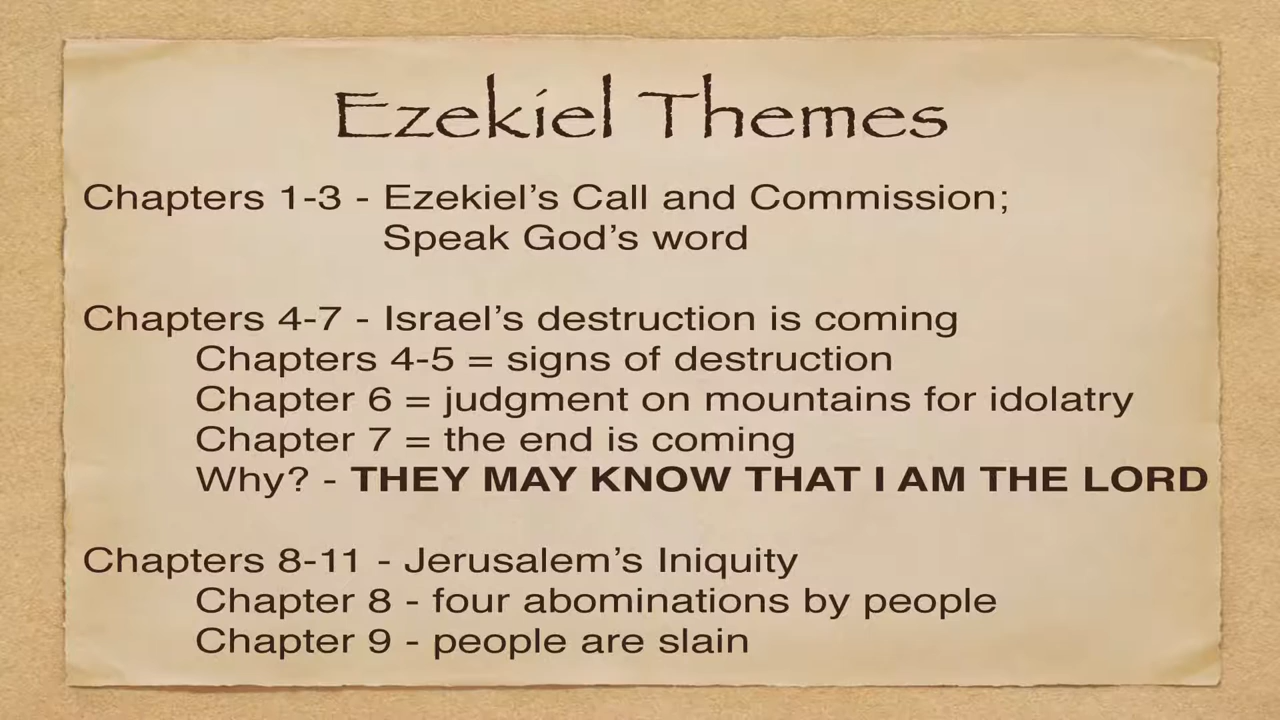 Ezekiel Themes
Chapters 1-3 - Ezekiel’s Call and Commission;
Speak God’s word
Chapters 4-7 - Israel’s destruction is coming
Chapters 4-5 = signs of destruction
Chapter 6 = judgment on mountains for idolatry
Chapter 7 = the end is coming
Why? - THEY MAY KNOW THAT I AM THE LORD
Chapters 8-11 - Jerusalem’s Iniquity
Chapter 8 - four abominations by people
Chapter 9 - people are slain